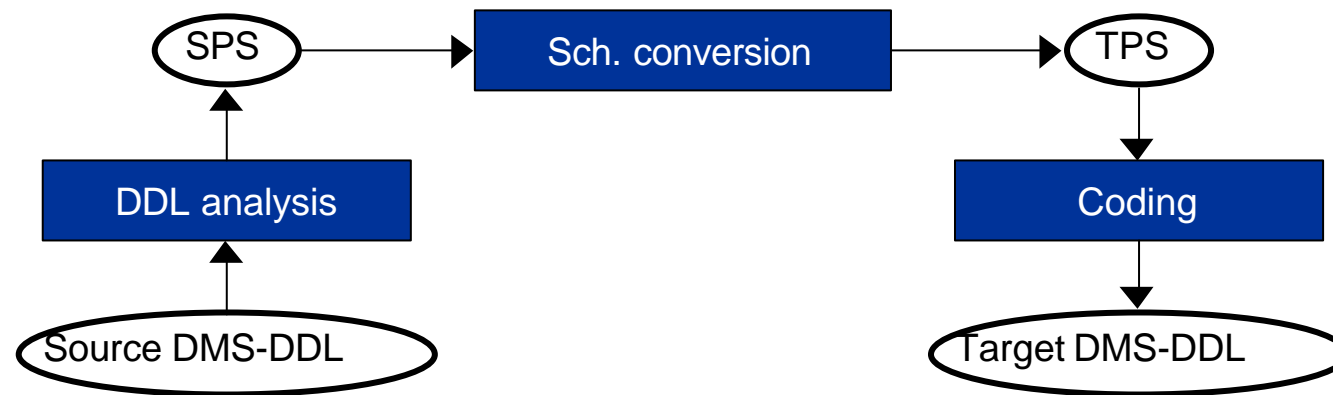 SPS
Sch. conversion
TPS
DDL analysis
Coding
Source DMS-DDL
Target DMS-DDL